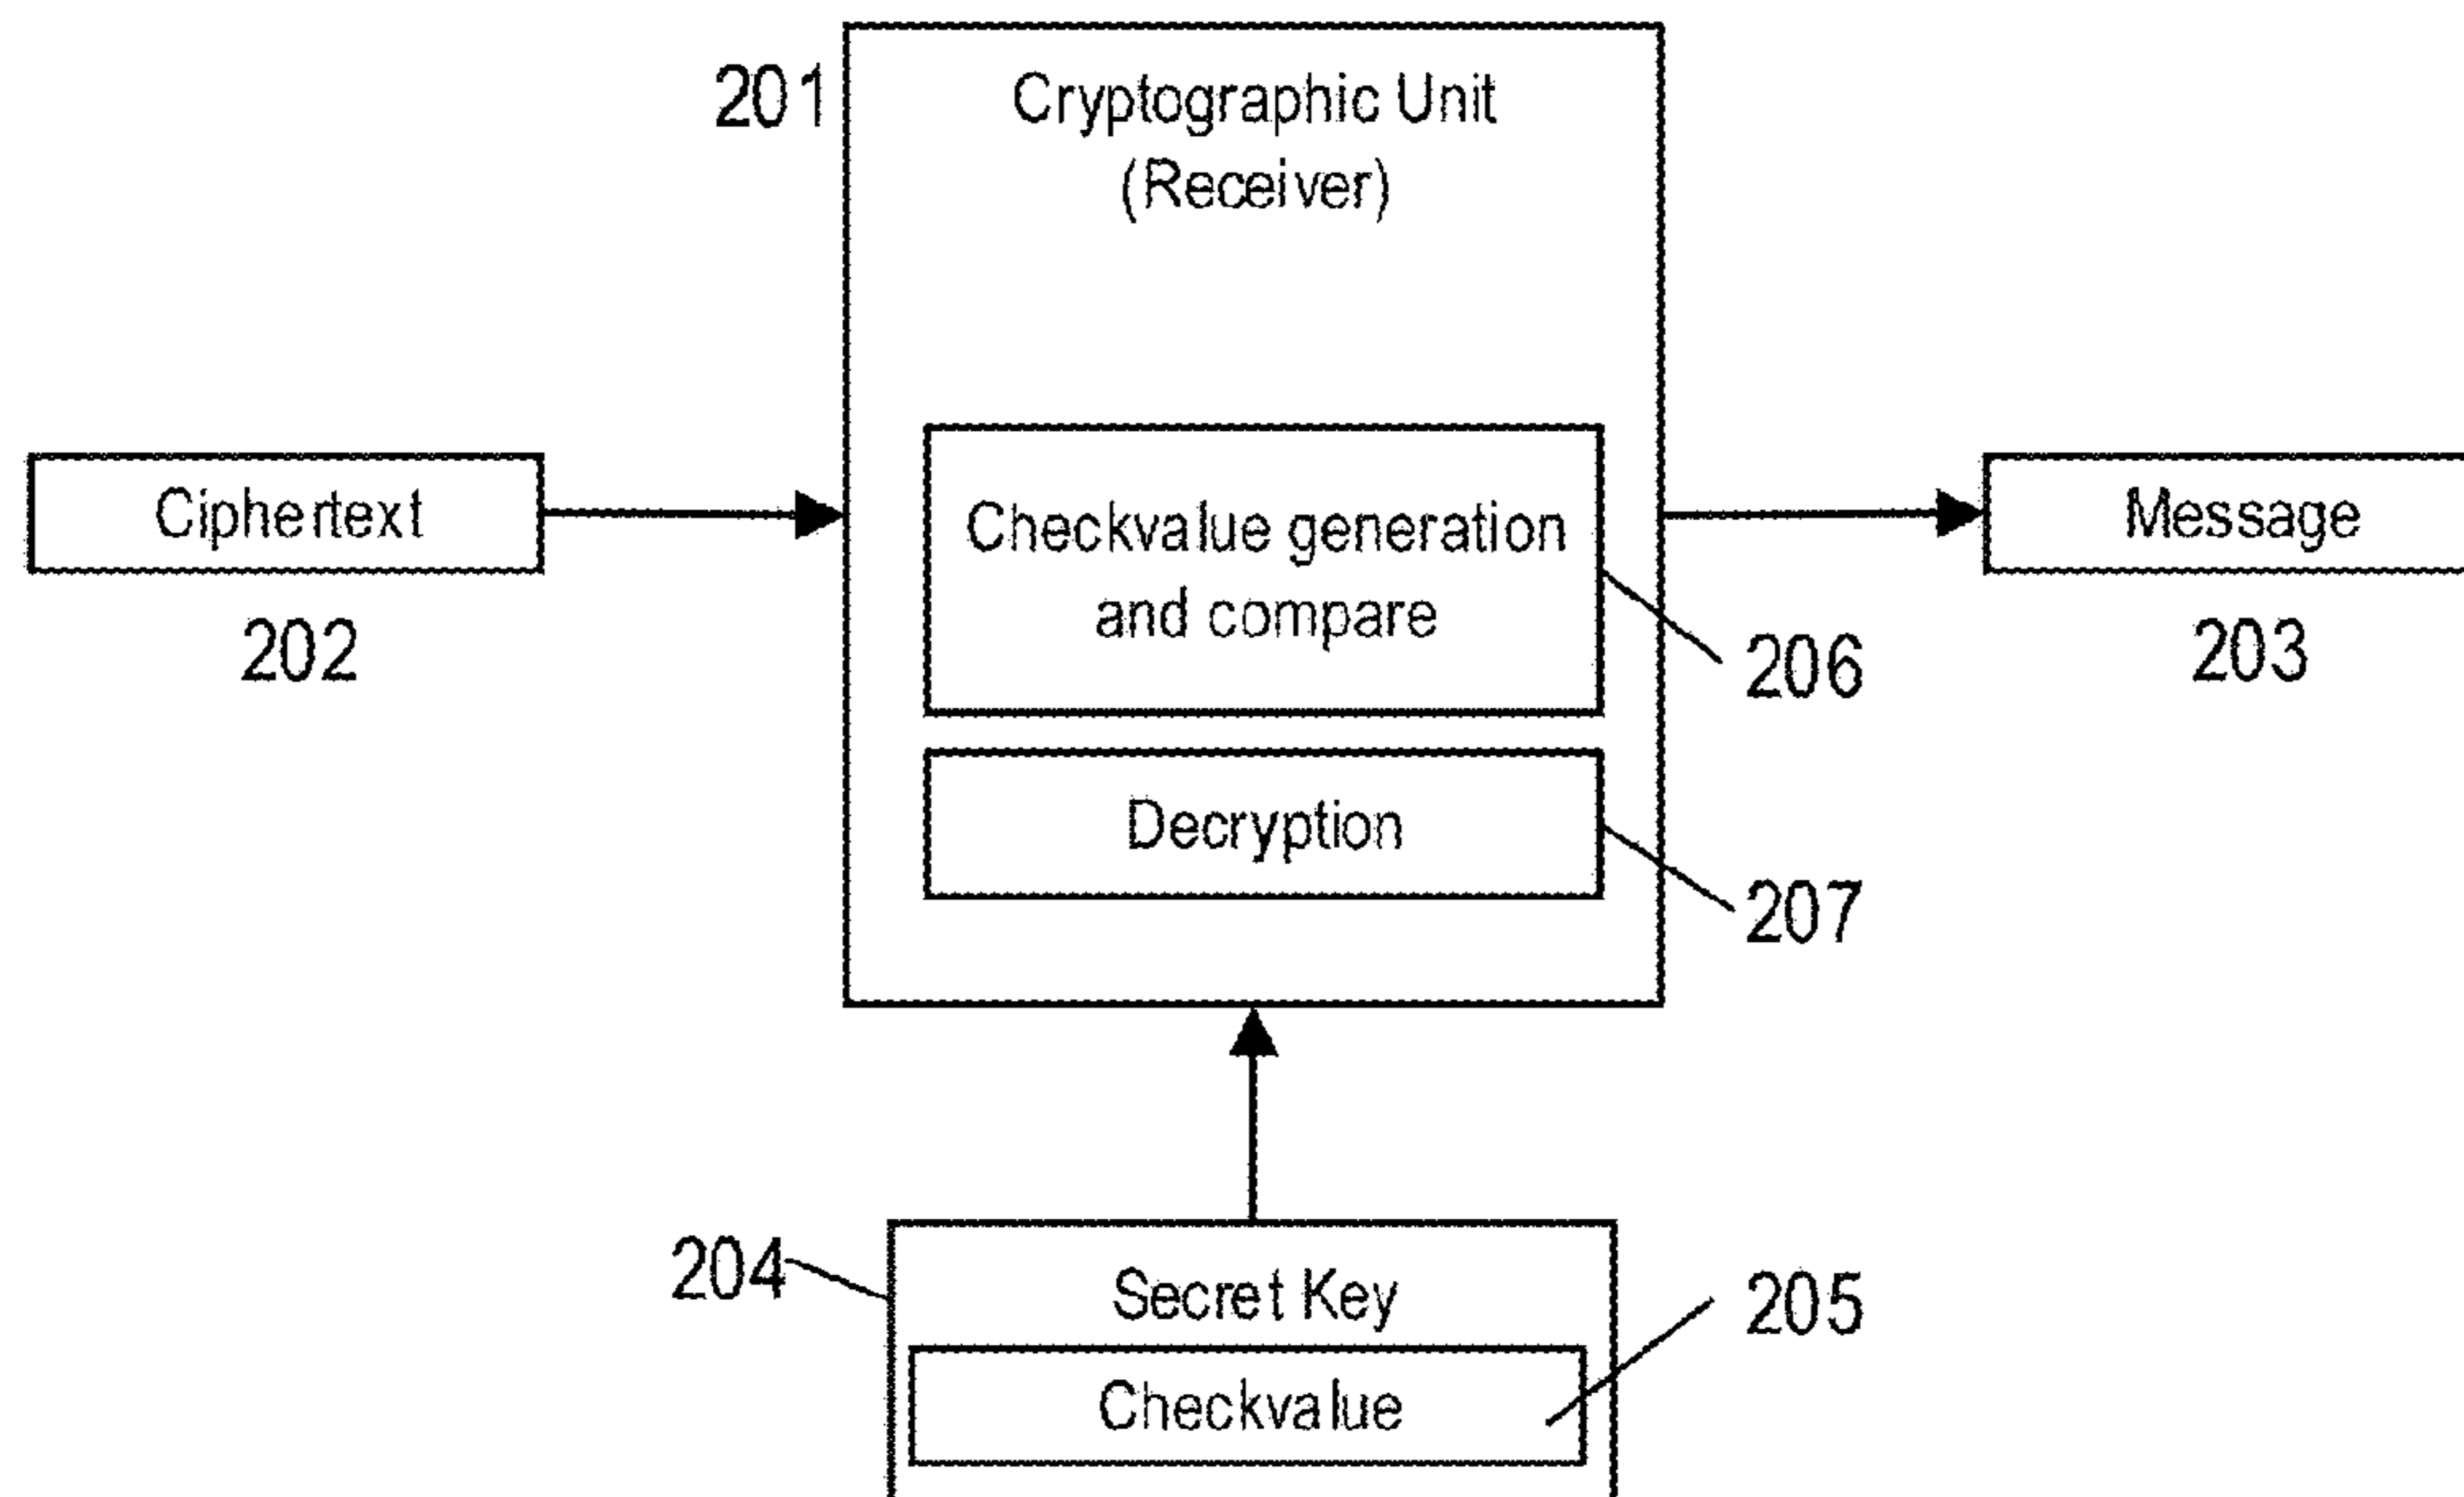 201
Cryptographic Unit
(Receiver)
Ciphertext
202
Checkvalue generation
and compare
206
Message
203
Decryption
207
204
Secret Key
205
Checkvalue